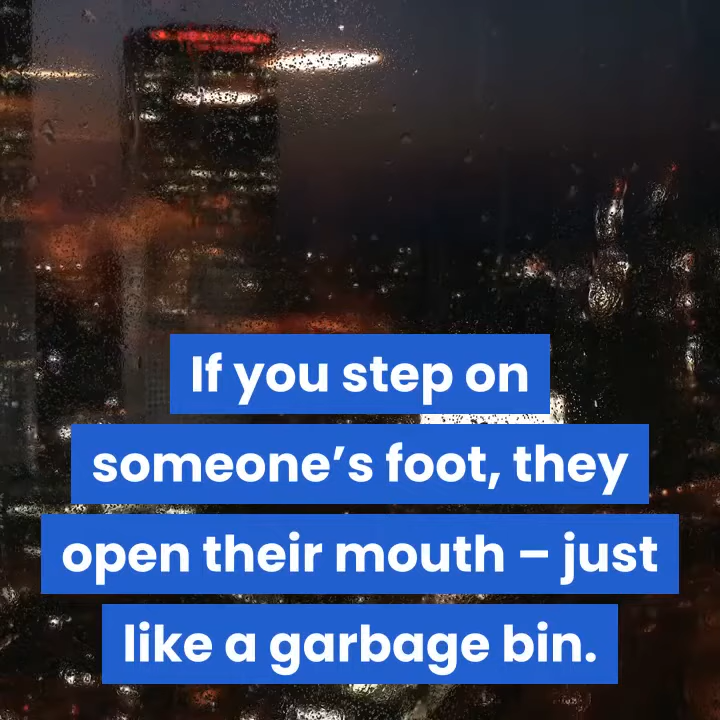 If you step on
someone’s foot, they
open their mouth – just
like a garbage bin.